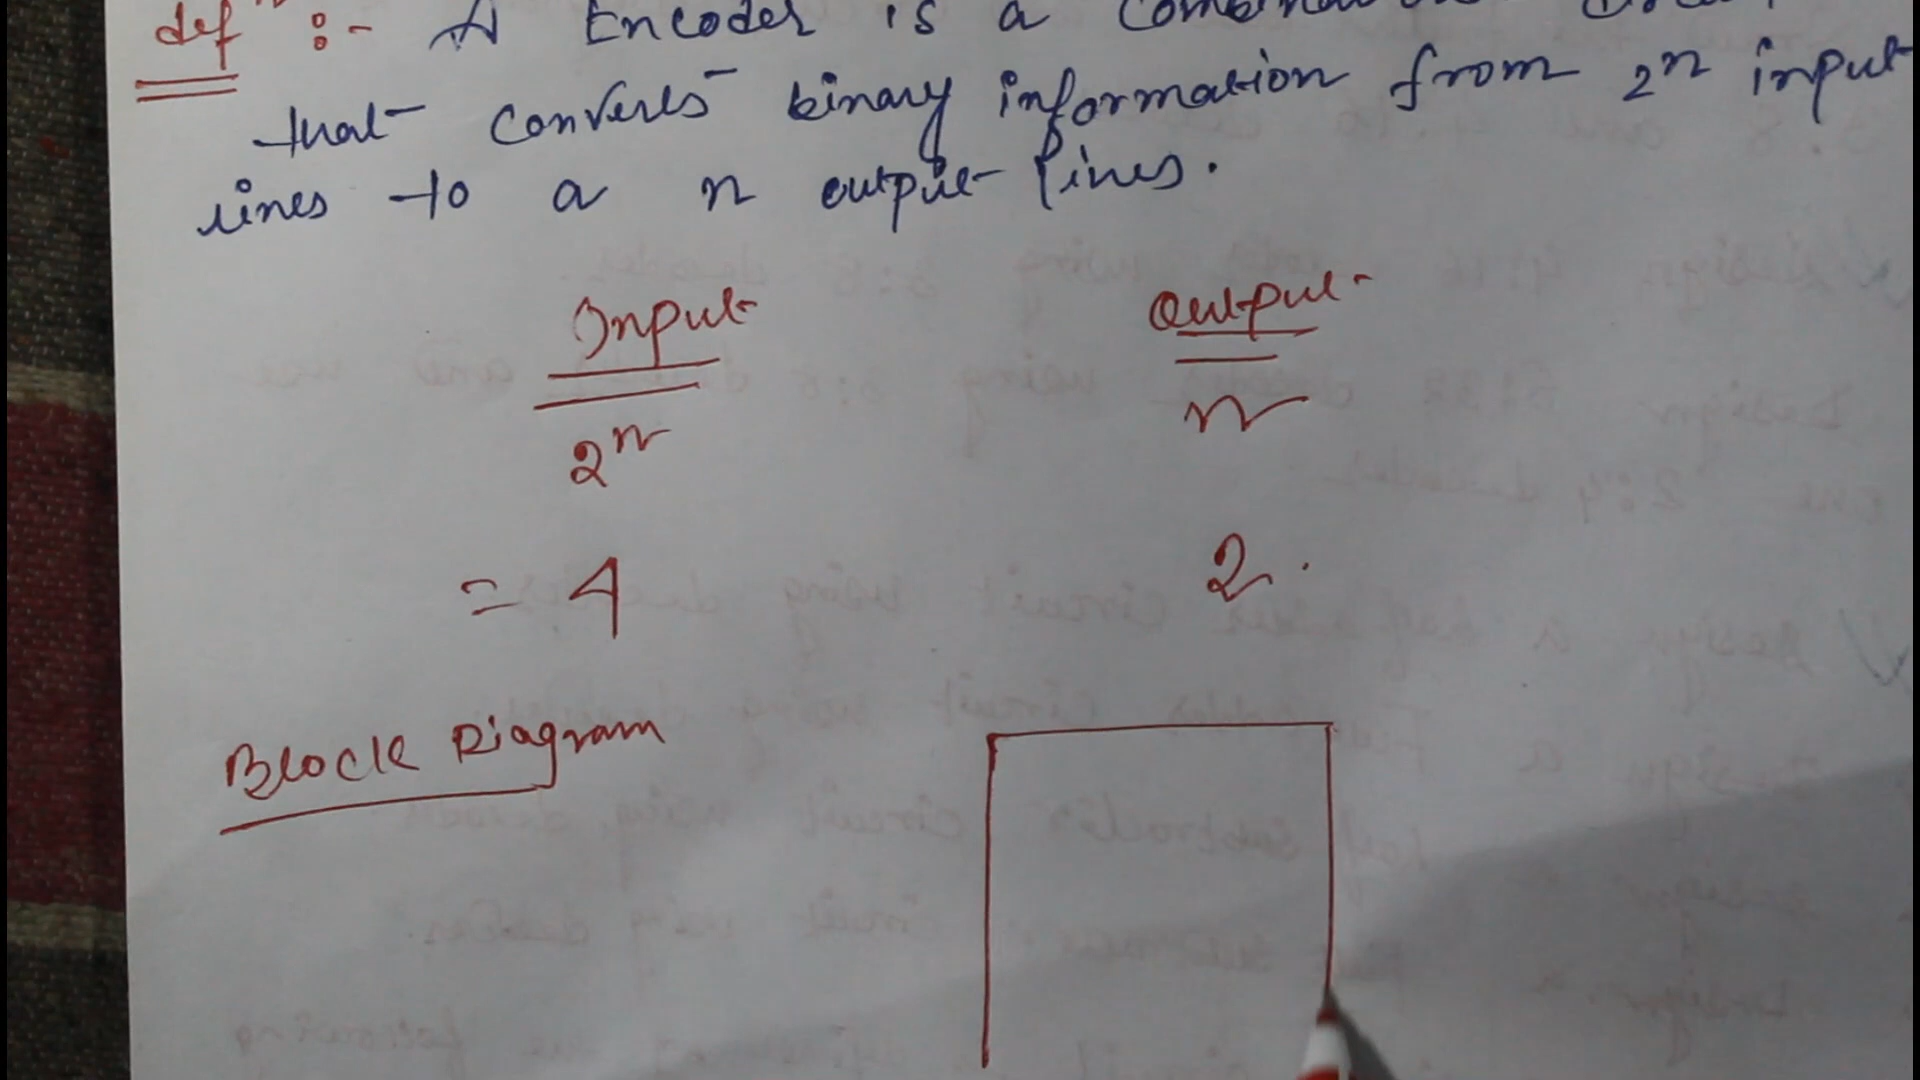 defn :- A Encoder is a
that converts binary information from 2n input
lines to a n output lines.
Input Output
2n n
= 4 2.
Block Diagram